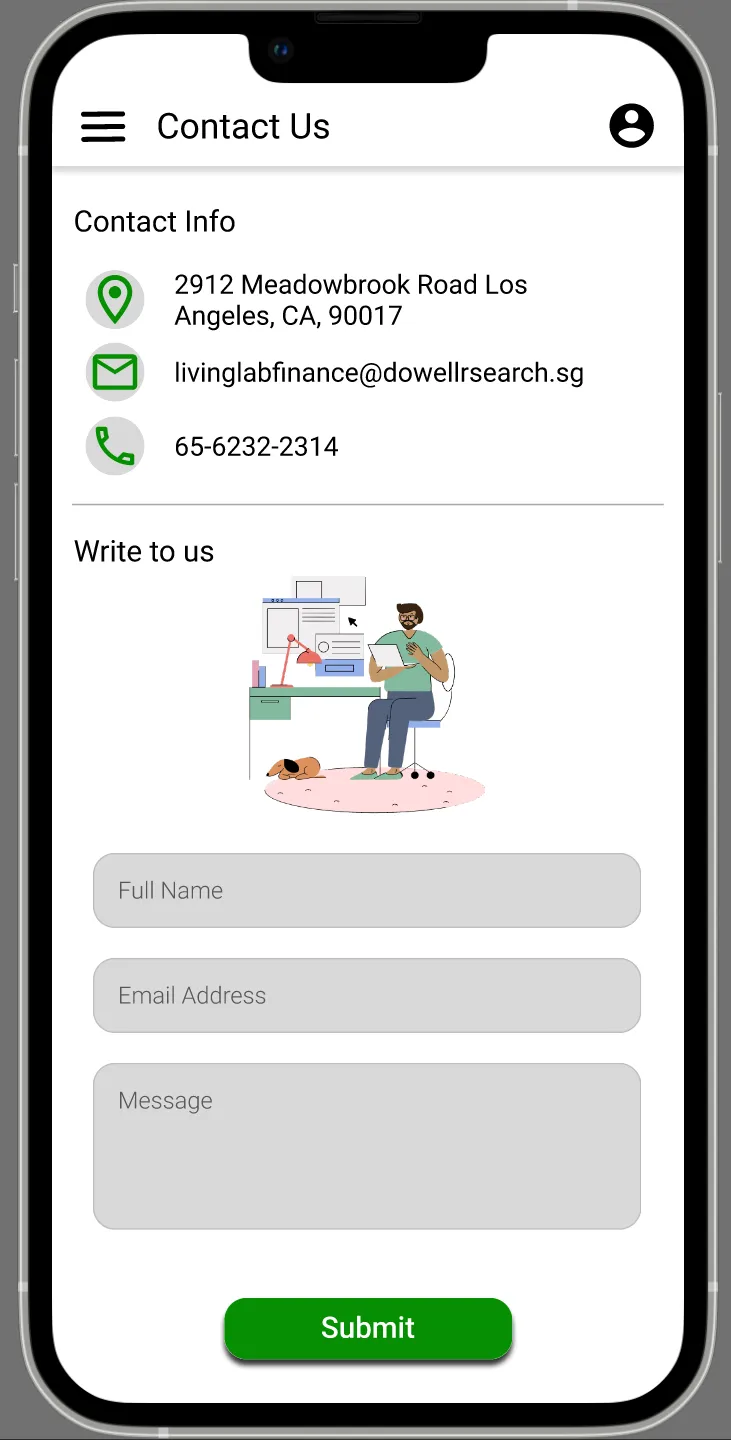 Contact Us
Contact Info
2912 Meadowbrook Road Los
Angeles, CA, 90017
livinglabfinance@dowellrsearch.sg
65-6232-2314
Write to us
Full Name
Email Address
Message
Submit